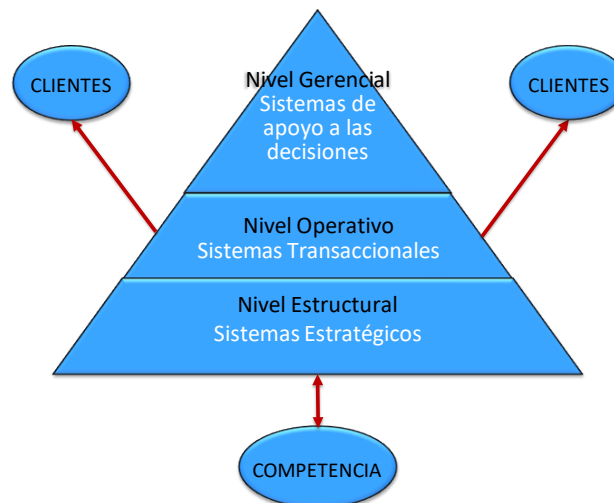 Nivel Gerencial
Sistemas de
apoyo a las
decisiones
CLIENTES
CLIENTES
Nivel Operativo
Sistemas Transaccionales
Nivel Estructural
Sistemas Estratégicos
COMPETENCIA